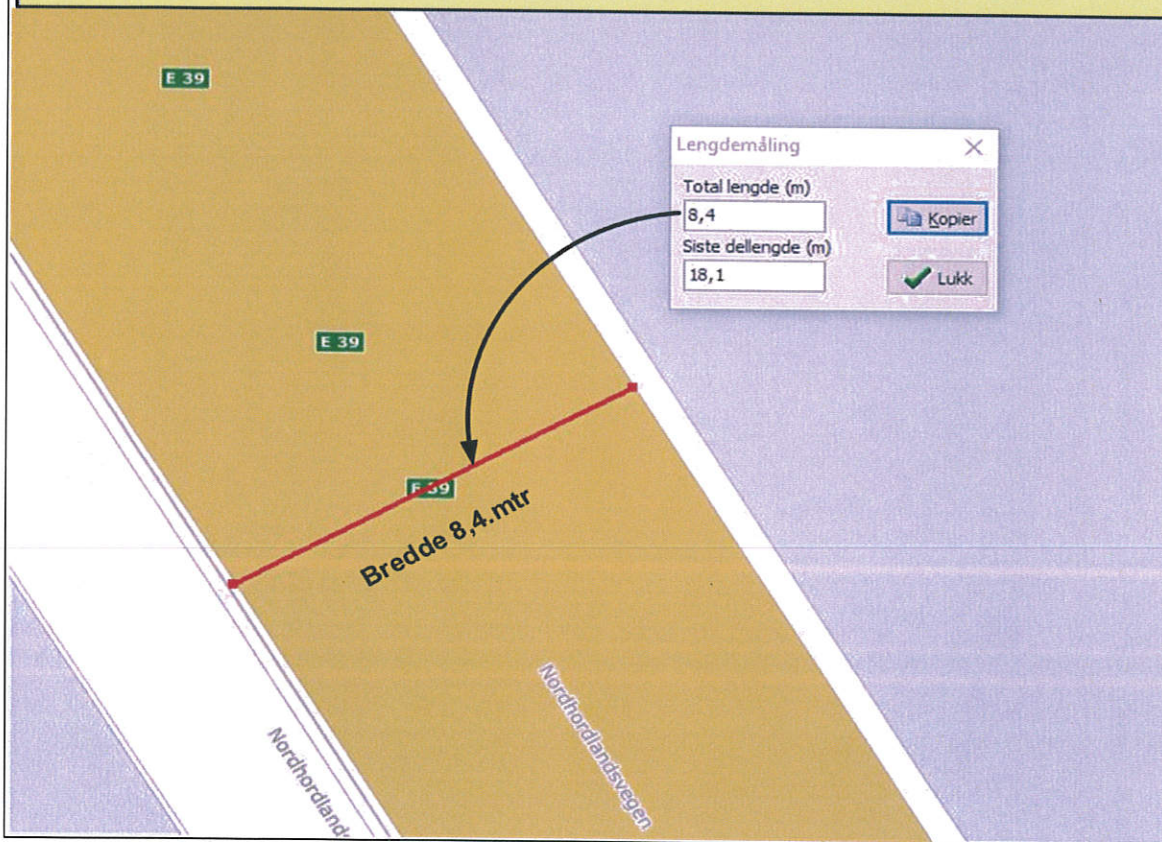 E 39
Lengdemåling
Total lengde (m)
8,4
Kopier
Siste dellengde (m)
18,1
Lukk
E 39
E 39
Bredde 8,4.mtr
Nordhordlandsvegen
Nordhordlands